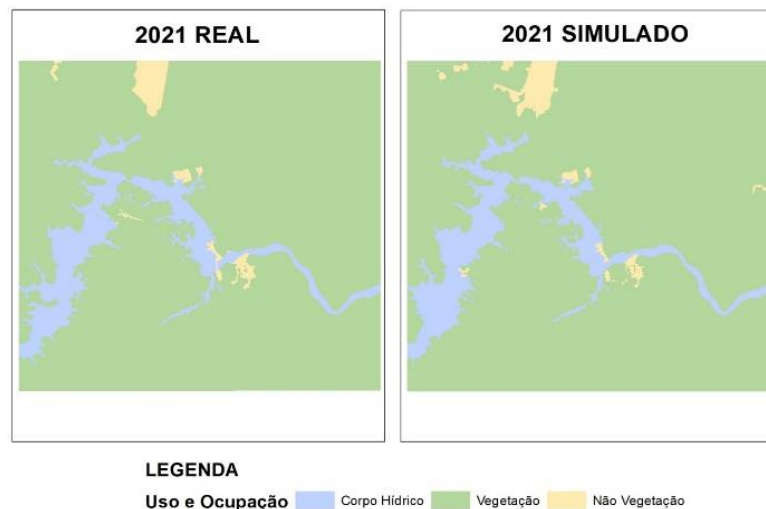 2021 REAL
2021 SIMULADO
LEGENDA
Uso e Ocupação Corpo Hídrico Vegetação Não Vegetação